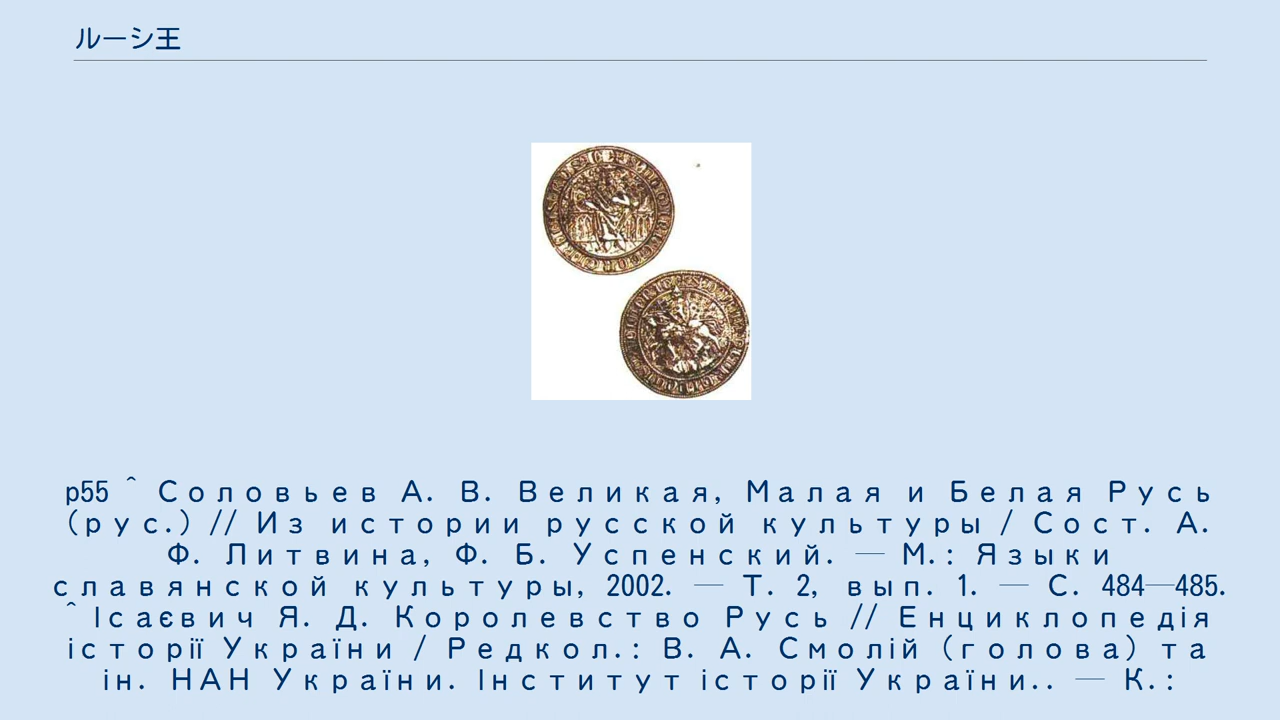 ルーシ王
p55 ^ Соловьев А. В. Великая, Малая и Белая Русь
(рус.) // Из истории русской культуры / Сост. А.
Ф. Литвина, Ф. Б. Успенский. — М.: Языки
славянской культуры, 2002. — Т. 2, вып. 1. — С. 484—485.
^ Ісаєвич Я. Д. Королевство Русь // Енциклопедія
історії України / Редкол.: В. А. Смолій (голова) та
ін. НАН України. Інститут історії України.. — К.: